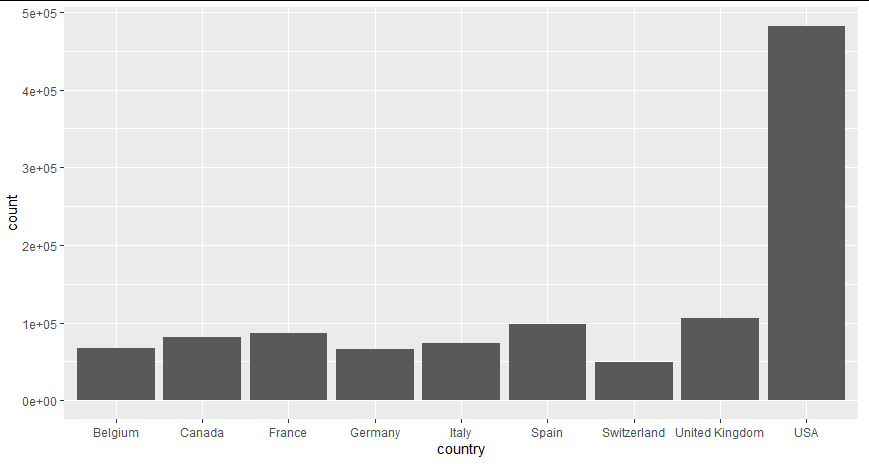 5e+05
4e+05
3e+05
2e+05
1e+05
0e+00
count
Belgium Canada France Germany Italy Spain Switzerland United Kingdom USA
country